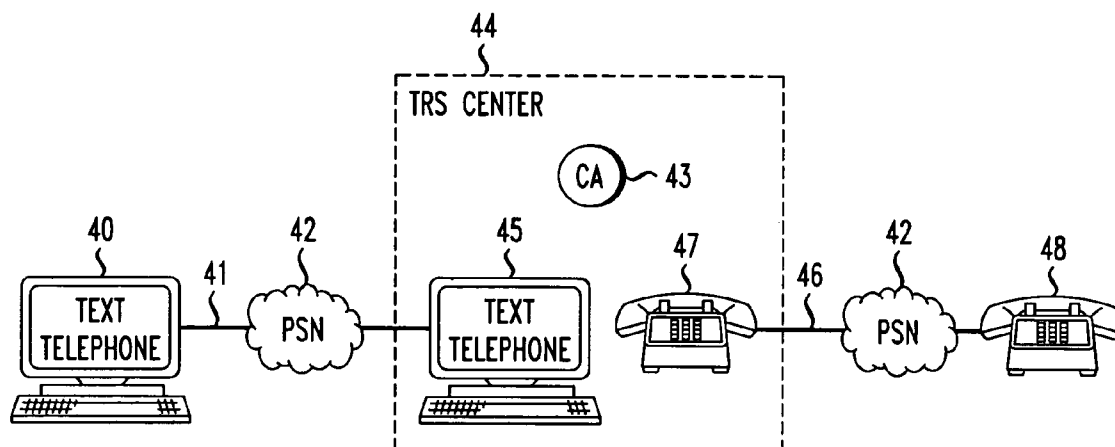 44
TRS CENTER
CA
43
40
42
45
47
42
48
41
46
TEXT
TELEPHONE
PSN
TEXT
TELEPHONE
PSN